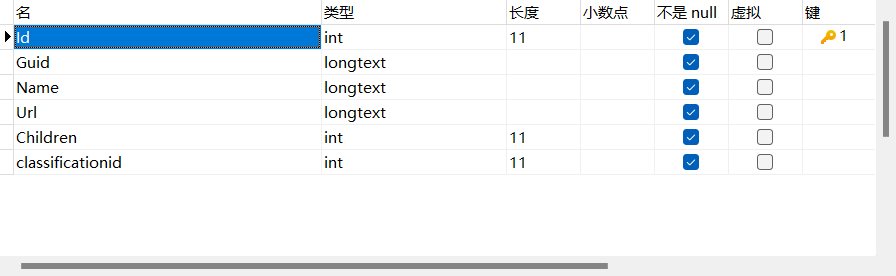 名 类型 长度 小数点 不是 null 虚拟 键
Id int 11 1
Guid longtext
Name longtext
Url longtext
Children int 11
classificationid int 11